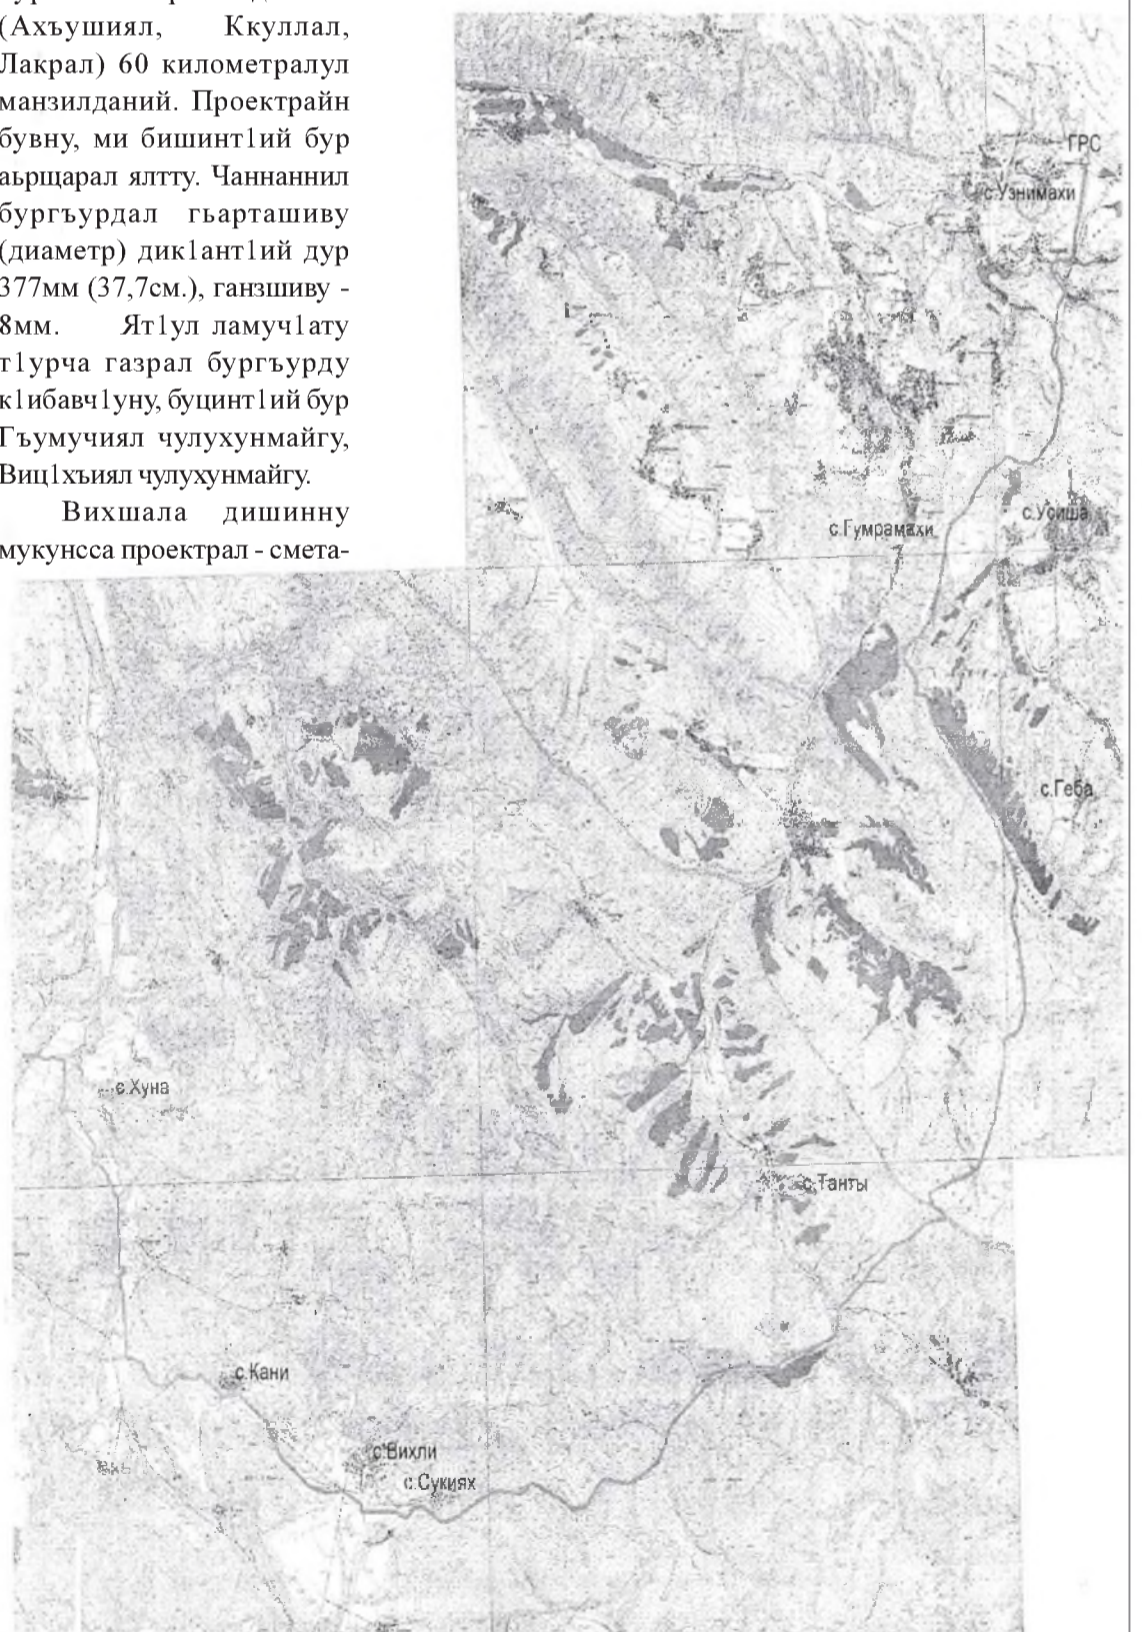 (Ахъушиял, Ккуллал,
Лакрал) 60 километралул
манзилданий. Проектрайн
бувну, ми бишинт1ий бур
аьрщарал ялтту. Чаннаннил
бургъурдал гьарташиву
(диаметр) дик1ант1ий дур
377мм (37,7см.), ганзшиву -
8мм. Ят1ул ламуч1ату
т1урча газрал бургъурду
к1ибавч1уну, буцинт1ий бур
Гъумучиял чулухунмайгу,
Виц1хъиял чулухунмайгу.
Вихшала дишинну
мукунсса проектрал - смета-
ГРС
с.Узнимахи
с.Гумрамахи
с.Усиша
с.Геба
с.Хуна
с.Танты
с.Кани
с.Вихли
с.Сукиях